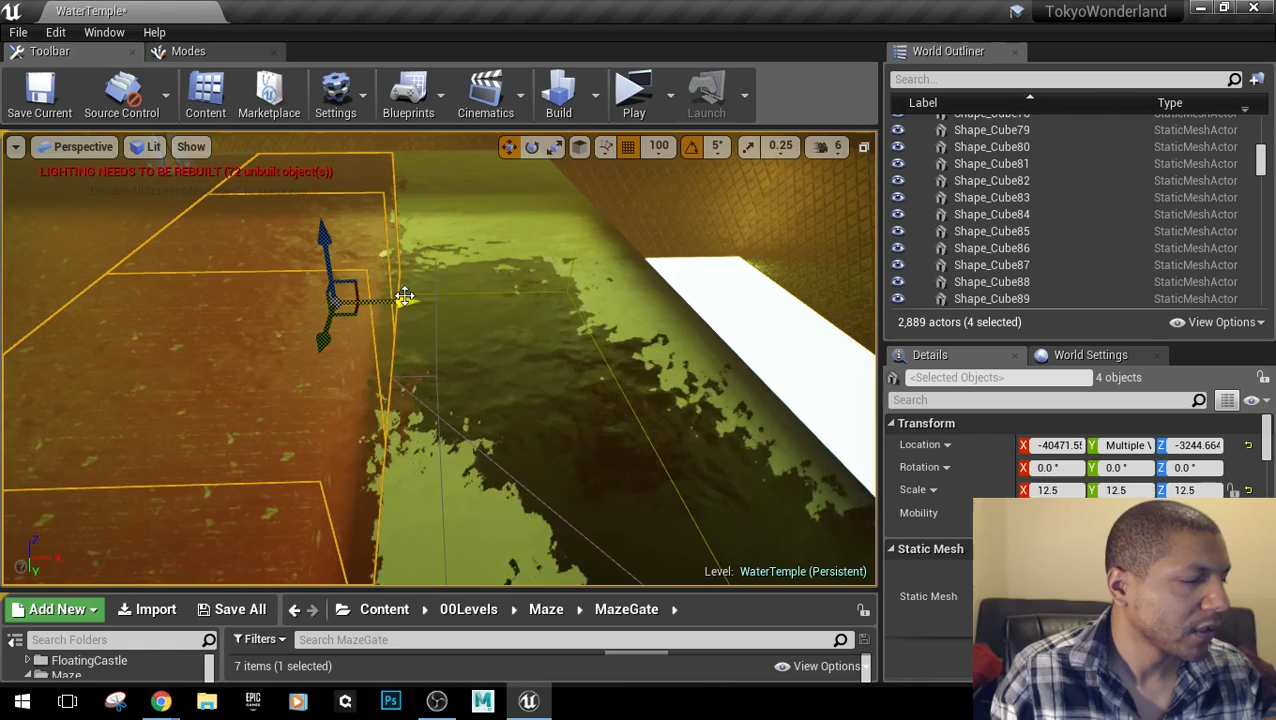 WaterTemple*
TokyoWonderland
File Edit Window Help
Toolbar Modes
World Outliner
Save Current Source Control Content Marketplace Settings Blueprints Cinematics Build Play Launch
Search...
Label Type
Shape_Cube79 StaticMeshActor
Shape_Cube80 StaticMeshActor
Shape_Cube81 StaticMeshActor
Shape_Cube82 StaticMeshActor
Shape_Cube83 StaticMeshActor
Shape_Cube84 StaticMeshActor
Shape_Cube85 StaticMeshActor
Shape_Cube86 StaticMeshActor
Shape_Cube87 StaticMeshActor
Shape_Cube88 StaticMeshActor
Shape_Cube89 StaticMeshActor
2,889 actors (4 selected) View Options
Perspective Lit Show 100 5° 0.25 6
LIGHTING NEEDS TO BE REBUILT (72 unbuilt object(s))
Z
X
Y
Level: WaterTemple (Persistent)
Details World Settings
<Selected Objects> 4 objects
Search
Transform
Location X -40471.55 Y Multiple V Z -3244.664
Rotation X 0.0 ° Y 0.0 ° Z 0.0 °
Scale X 12.5 Y 12.5 Z 12.5
Mobility
Static Mesh
Static Mesh
Add New Import Save All Content 00Levels Maze MazeGate
Search Folders Filters Search MazeGate
FloatingCastle
Maze
7 items (1 selected) View Options
EPIC GAMES Ps M